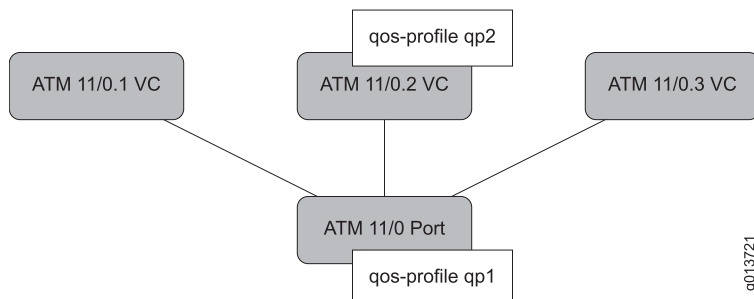 qos-profile qp2
ATM 11/0.1 VC
ATM 11/0.2 VC
ATM 11/0.3 VC
ATM 11/0 Port
qos-profile qp1
g013721